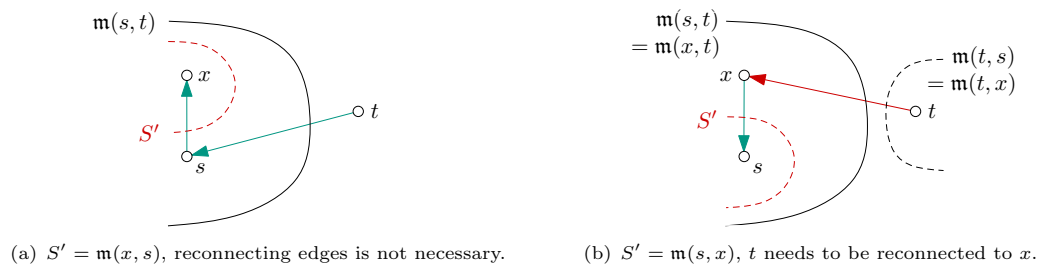 𝔪(s, t)
x
t
S′
s
(a) S′ = 𝔪(x, s), reconnecting edges is not necessary.
𝔪(s, t)
= 𝔪(x, t)
x
𝔪(t, s)
= 𝔪(t, x)
t
S′
s
(b) S′ = 𝔪(s, x), t needs to be reconnected to x.